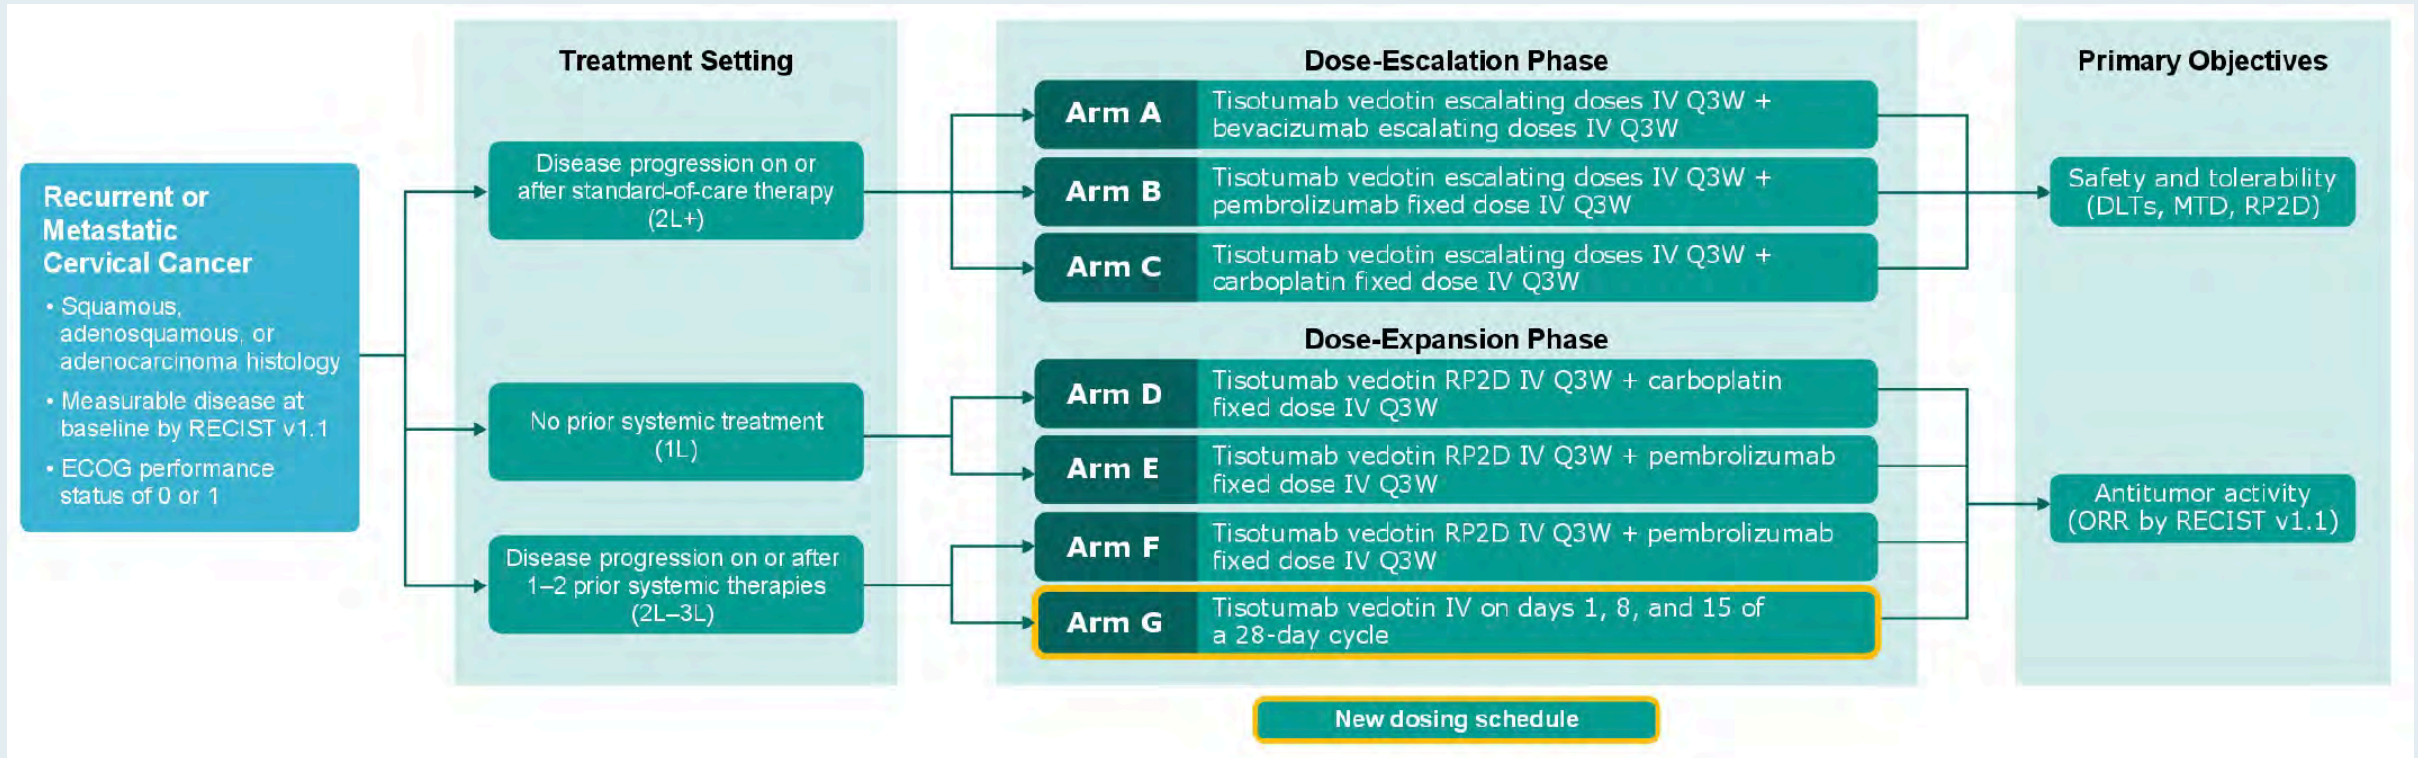 Treatment Setting
Dose-Escalation Phase
Primary Objectives
Recurrent or
Metastatic
Cervical Cancer
• Squamous,
adenosquamous, or
adenocarcinoma histology
• Measurable disease at
baseline by RECIST v1.1
• ECOG performance
status of 0 or 1
Disease progression on or
after standard-of-care therapy
(2L+)
No prior systemic treatment
(1L)
Disease progression on or after
1–2 prior systemic therapies
(2L–3L)
Arm A
Tisotumab vedotin escalating doses IV Q3W +
bevacizumab escalating doses IV Q3W
Arm B
Tisotumab vedotin escalating doses IV Q3W +
pembrolizumab fixed dose IV Q3W
Arm C
Tisotumab vedotin escalating doses IV Q3W +
carboplatin fixed dose IV Q3W
Dose-Expansion Phase
Arm D
Tisotumab vedotin RP2D IV Q3W + carboplatin
fixed dose IV Q3W
Arm E
Tisotumab vedotin RP2D IV Q3W + pembrolizumab
fixed dose IV Q3W
Arm F
Tisotumab vedotin RP2D IV Q3W + pembrolizumab
fixed dose IV Q3W
Arm G
Tisotumab vedotin IV on days 1, 8, and 15 of
a 28-day cycle
Safety and tolerability
(DLTs, MTD, RP2D)
Antitumor activity
(ORR by RECIST v1.1)
New dosing schedule